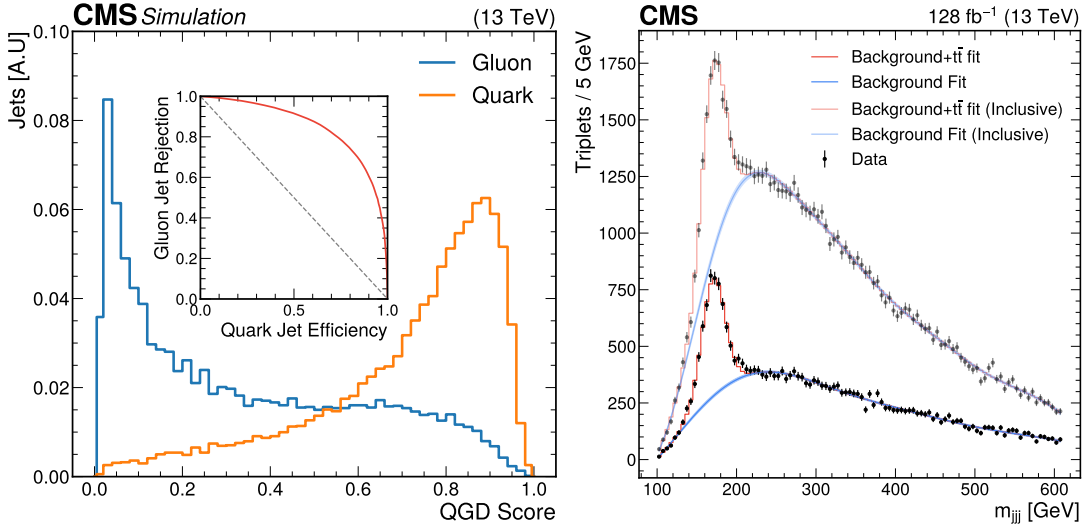 CMS Simulation (13 TeV)
Jets [A.U]
0.10
0.08
0.06
0.04
0.02
0.00
0.0 0.2 0.4 0.6 0.8 1.0
QGD Score
Gluon
Quark
Gluon Jet Rejection
1.0
0.8
0.6
0.4
0.2
0.0
0.0 0.5 1.0
Quark Jet Efficiency
CMS 128 fb⁻¹ (13 TeV)
Triplets / 5 GeV
1750
1500
1250
1000
750
500
250
0
100 200 300 400 500 600
m_jjj [GeV]
Background+tt̄ fit
Background Fit
Background+tt̄ fit (Inclusive)
Background Fit (Inclusive)
Data